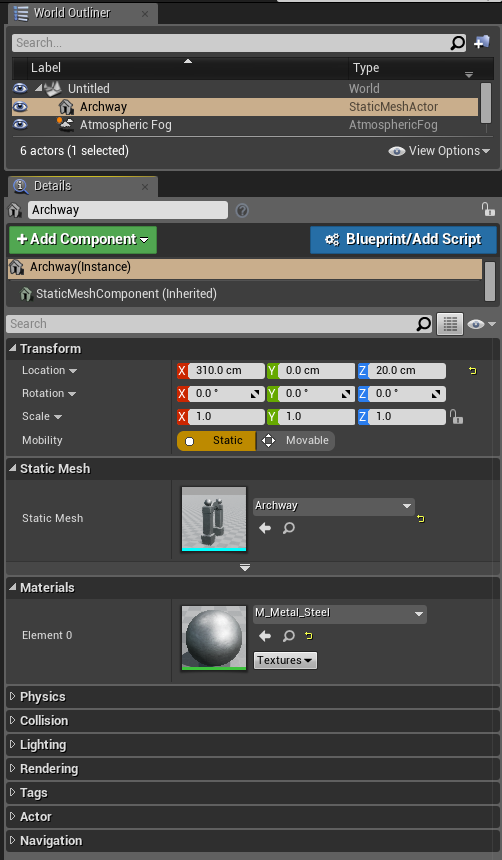 World Outliner
Search...
Label Type
Untitled World
Archway StaticMeshActor
Atmospheric Fog AtmosphericFog
6 actors (1 selected) View Options
Details
Archway
+ Add Component Blueprint/Add Script
Archway(Instance)
StaticMeshComponent (Inherited)
Search
Transform
Location X 310.0 cm Y 0.0 cm Z 20.0 cm
Rotation X 0.0 ° Y 0.0 ° Z 0.0 °
Scale X 1.0 Y 1.0 Z 1.0
Mobility Static Movable
Static Mesh
Static Mesh Archway
Materials
Element 0 M_Metal_Steel
Textures
Physics
Collision
Lighting
Rendering
Tags
Actor
Navigation